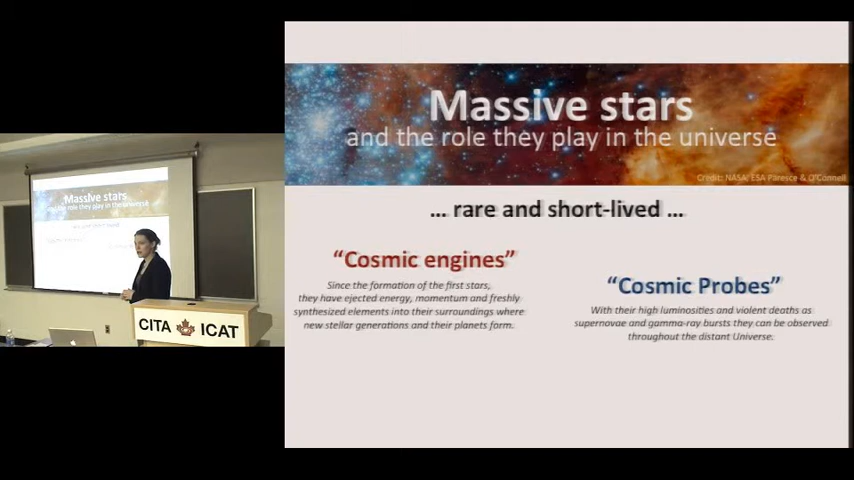 Massive stars
and the role they play in the universe
Credit: NASA, ESA Paresce & O'Connell
... rare and short-lived ...
"Cosmic engines"
Since the formation of the first stars,
they have ejected energy, momentum and freshly
synthesized elements into their surroundings where
new stellar generations and their planets form.
"Cosmic Probes"
With their high luminosities and violent deaths as
supernovae and gamma-ray bursts they can be observed
throughout the distant Universe.
Massive stars
and the role they play in the universe
CITA ICAT